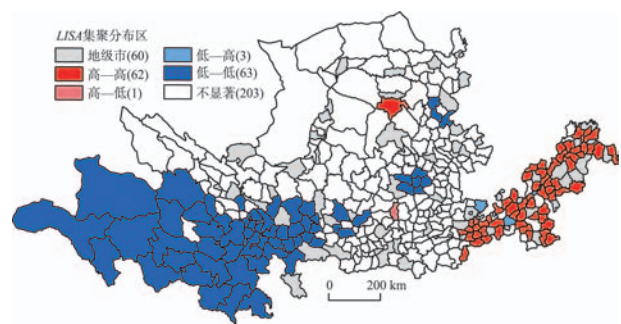 LISA集聚分布区
地级市(60) 低—高(3)
高—高(62) 低—低(63)
高—低(1) 不显著(203)
0 200 km